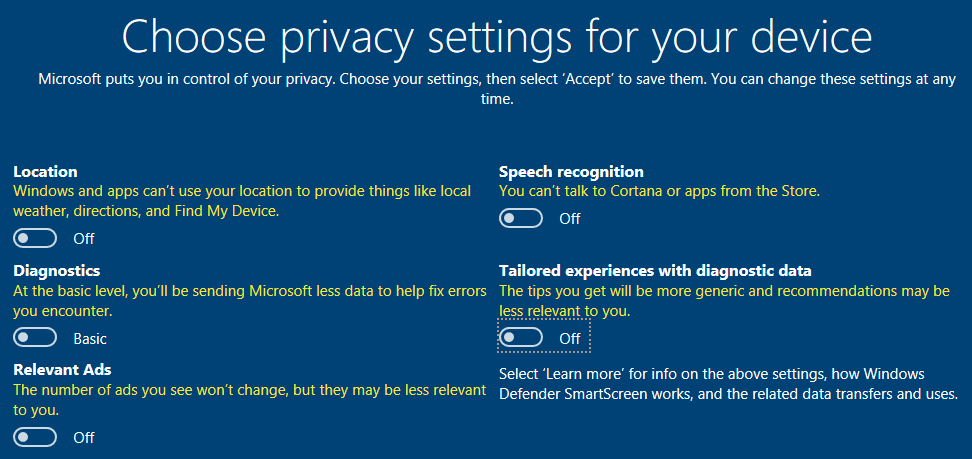 Choose privacy settings for your device
Microsoft puts you in control of your privacy. Choose your settings, then select ‘Accept’ to save them. You can change these settings at any
time.
Location
Windows and apps can’t use your location to provide things like local
weather, directions, and Find My Device.
Off
Diagnostics
At the basic level, you’ll be sending Microsoft less data to help fix errors
you encounter.
Basic
Relevant Ads
The number of ads you see won’t change, but they may be less relevant
to you.
Off
Speech recognition
You can’t talk to Cortana or apps from the Store.
Off
Tailored experiences with diagnostic data
The tips you get will be more generic and recommendations may be
less relevant to you.
Off
Select ‘Learn more’ for info on the above settings, how Windows
Defender SmartScreen works, and the related data transfers and uses.